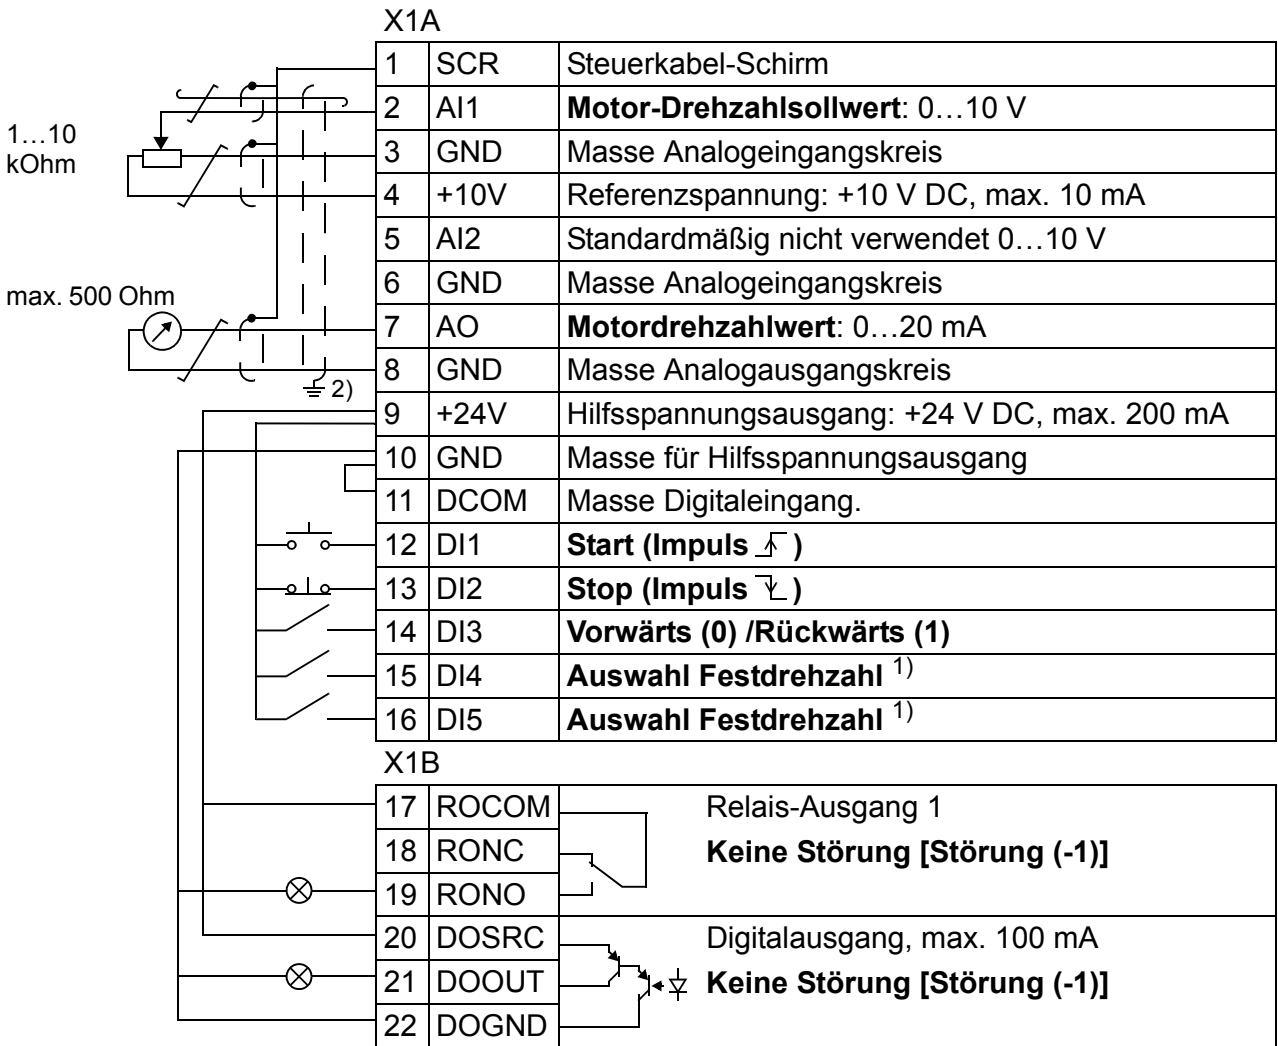 X1A
1 SCR Steuerkabel-Schirm
2 AI1 Motor-Drehzahlsollwert: 0…10 V
1…10
kOhm
3 GND Masse Analogeingangskreis
4 +10V Referenzspannung: +10 V DC, max. 10 mA
5 AI2 Standardmäßig nicht verwendet 0…10 V
6 GND Masse Analogeingangskreis
max. 500 Ohm
7 AO Motordrehzahlwert: 0…20 mA
8 GND Masse Analogausgangskreis
2)
9 +24V Hilfsspannungsausgang: +24 V DC, max. 200 mA
10 GND Masse für Hilfsspannungsausgang
11 DCOM Masse Digitaleingang.
12 DI1 Start (Impuls )
13 DI2 Stop (Impuls )
14 DI3 Vorwärts (0) /Rückwärts (1)
15 DI4 Auswahl Festdrehzahl 1)
16 DI5 Auswahl Festdrehzahl 1)
X1B
17 ROCOM Relais-Ausgang 1
18 RONC Keine Störung [Störung (-1)]
19 RONO
20 DOSRC Digitalausgang, max. 100 mA
21 DOOUT Keine Störung [Störung (-1)]
22 DOGND